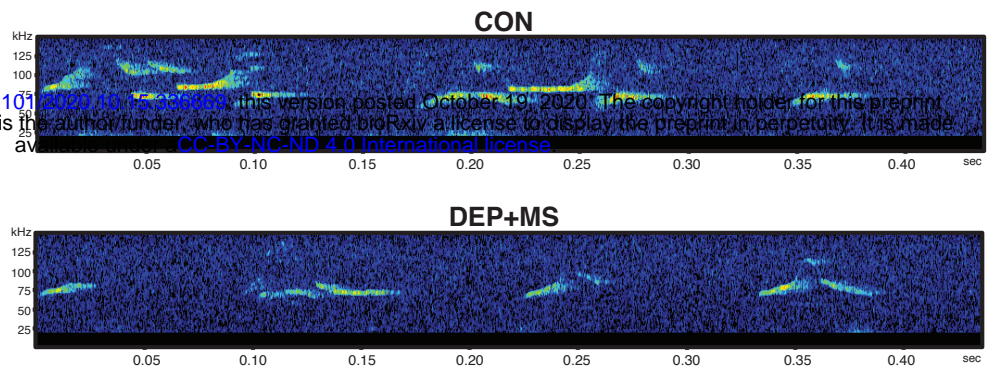 CON
kHz
125
100
101/2020.10.15.336669; this version posted October 19, 2020. The copyright holder for this preprint
50
is the author/funder, who has granted bioRxiv a license to display the preprint in perpetuity. It is made
25
available under a CC-BY-NC-ND 4.0 International license.
0.05 0.10 0.15 0.20 0.25 0.30 0.35 0.40 sec
DEP+MS
kHz
125
100
75
50
25
0.05 0.10 0.15 0.20 0.25 0.30 0.35 0.40 sec